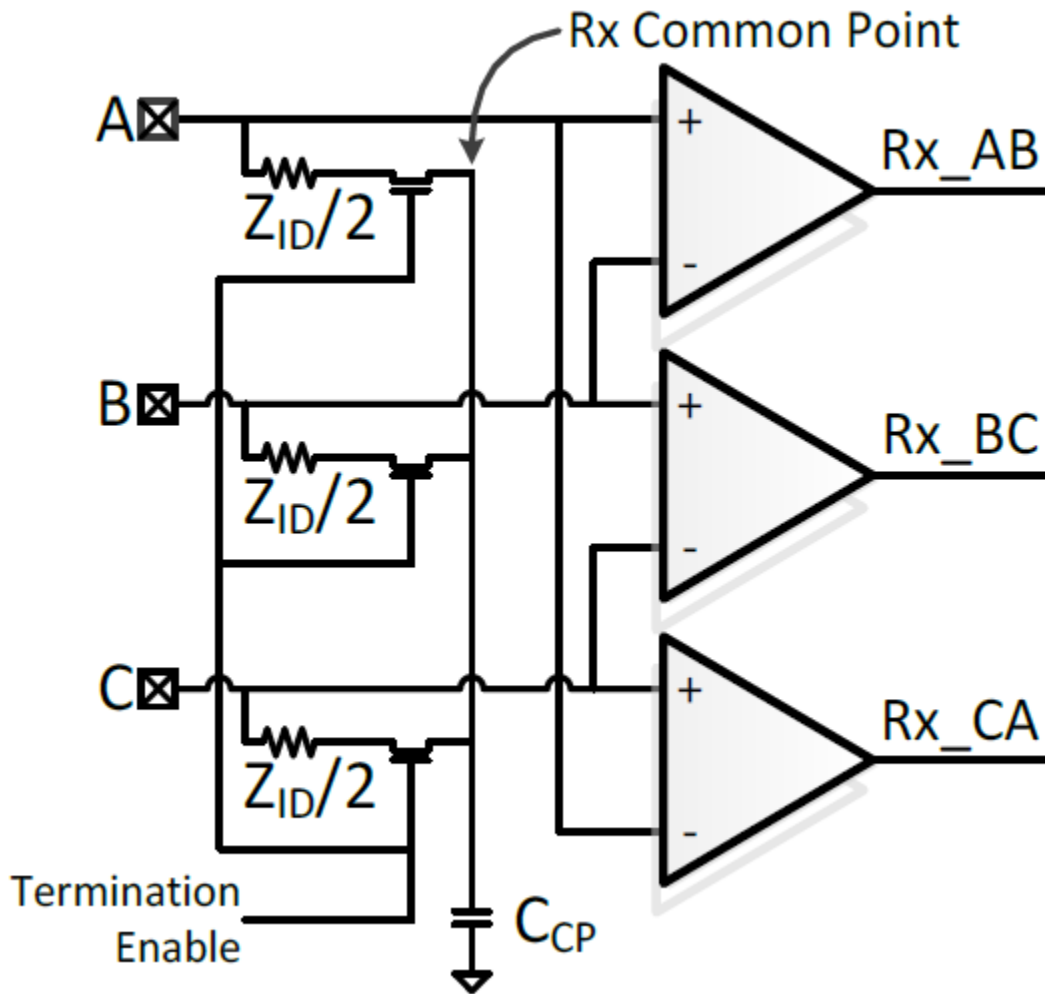 Rx Common Point
A
+
Rx_AB
Z_ID/2
-
B
+
Rx_BC
Z_ID/2
-
C
+
Rx_CA
Z_ID/2
-
Termination
Enable
C_CP